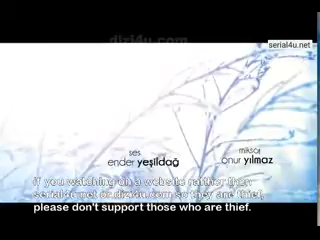 dizi4u.com
serial4u.net
ses
ender yeşildağ
miksaj
onur yılmaz
If you watching on a website rather than
serial4u.net or dizi4u.com so they are thief,
please don't support those who are thief.